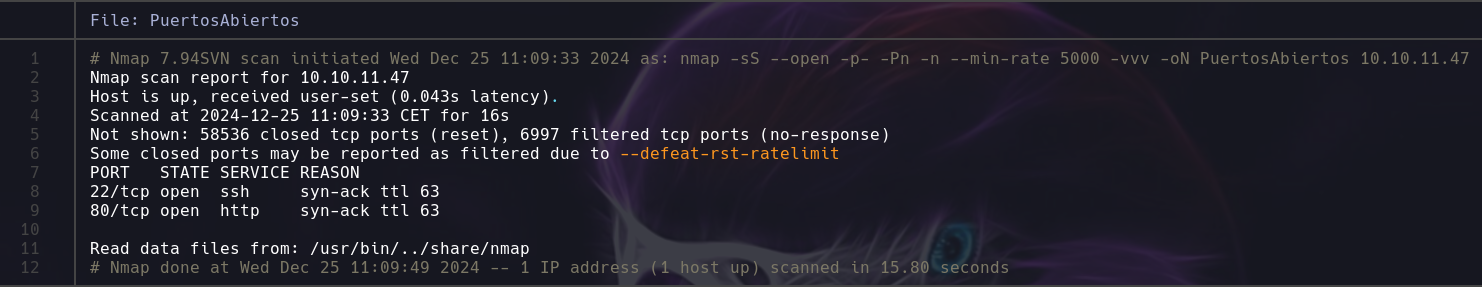 File: PuertosAbiertos
1 # Nmap 7.94SVN scan initiated Wed Dec 25 11:09:33 2024 as: nmap -sS --open -p- -Pn -n --min-rate 5000 -vvv -oN PuertosAbiertos 10.10.11.47
2 Nmap scan report for 10.10.11.47
3 Host is up, received user-set (0.043s latency).
4 Scanned at 2024-12-25 11:09:33 CET for 16s
5 Not shown: 58536 closed tcp ports (reset), 6997 filtered tcp ports (no-response)
6 Some closed ports may be reported as filtered due to --defeat-rst-ratelimit
7 PORT   STATE SERVICE REASON
8 22/tcp open  ssh     syn-ack ttl 63
9 80/tcp open  http    syn-ack ttl 63
10
11 Read data files from: /usr/bin/../share/nmap
12 # Nmap done at Wed Dec 25 11:09:49 2024 -- 1 IP address (1 host up) scanned in 15.80 seconds